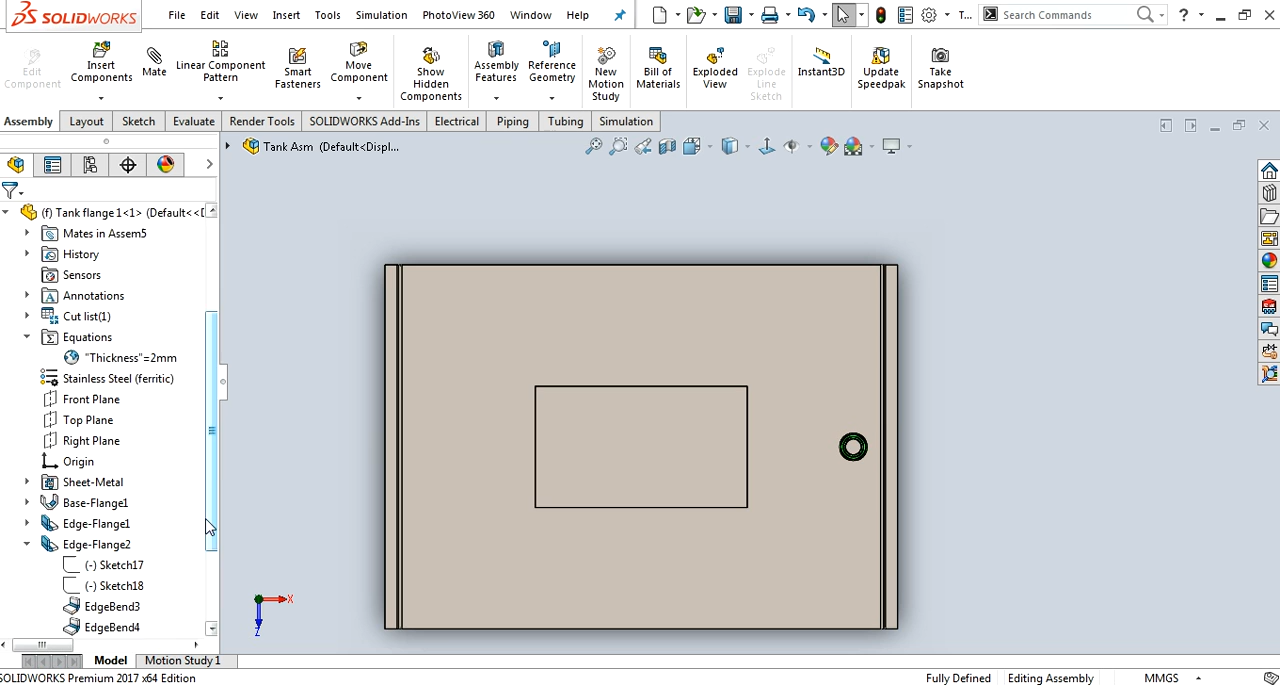 SOLIDWORKS File Edit View Insert Tools Simulation PhotoView 360 Window Help T... Search Commands ?
Edit Component
Insert Components
Mate
Linear Component Pattern
Smart Fasteners
Move Component
Show Hidden Components
Assembly Features
Reference Geometry
New Motion Study
Bill of Materials
Exploded View
Explode Line Sketch
Instant3D
Update Speedpak
Take Snapshot
Assembly Layout Sketch Evaluate Render Tools SOLIDWORKS Add-Ins Electrical Piping Tubing Simulation
Tank Asm (Default<Displ...
(f) Tank flange 1<1> (Default<<D
Mates in Assem5
History
Sensors
Annotations
Cut list(1)
Equations
"Thickness"=2mm
Stainless Steel (ferritic)
Front Plane
Top Plane
Right Plane
Origin
Sheet-Metal
Base-Flange1
Edge-Flange1
Edge-Flange2
(-) Sketch17
(-) Sketch18
EdgeBend3
EdgeBend4
X
Z
Model Motion Study 1
SOLIDWORKS Premium 2017 x64 Edition Fully Defined Editing Assembly MMGS